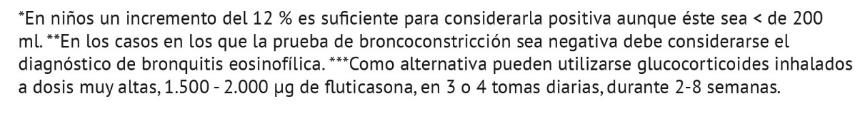 *En niños un incremento del 12 % es suficiente para considerarla positiva aunque éste sea < de 200
ml. **En los casos en los que la prueba de broncoconstricción sea negativa debe considerarse el
diagnóstico de bronquitis eosinofílica. ***Como alternativa pueden utilizarse glucocorticoides inhalados
a dosis muy altas, 1.500 - 2.000 µg de fluticasona, en 3 o 4 tomas diarias, durante 2-8 semanas.